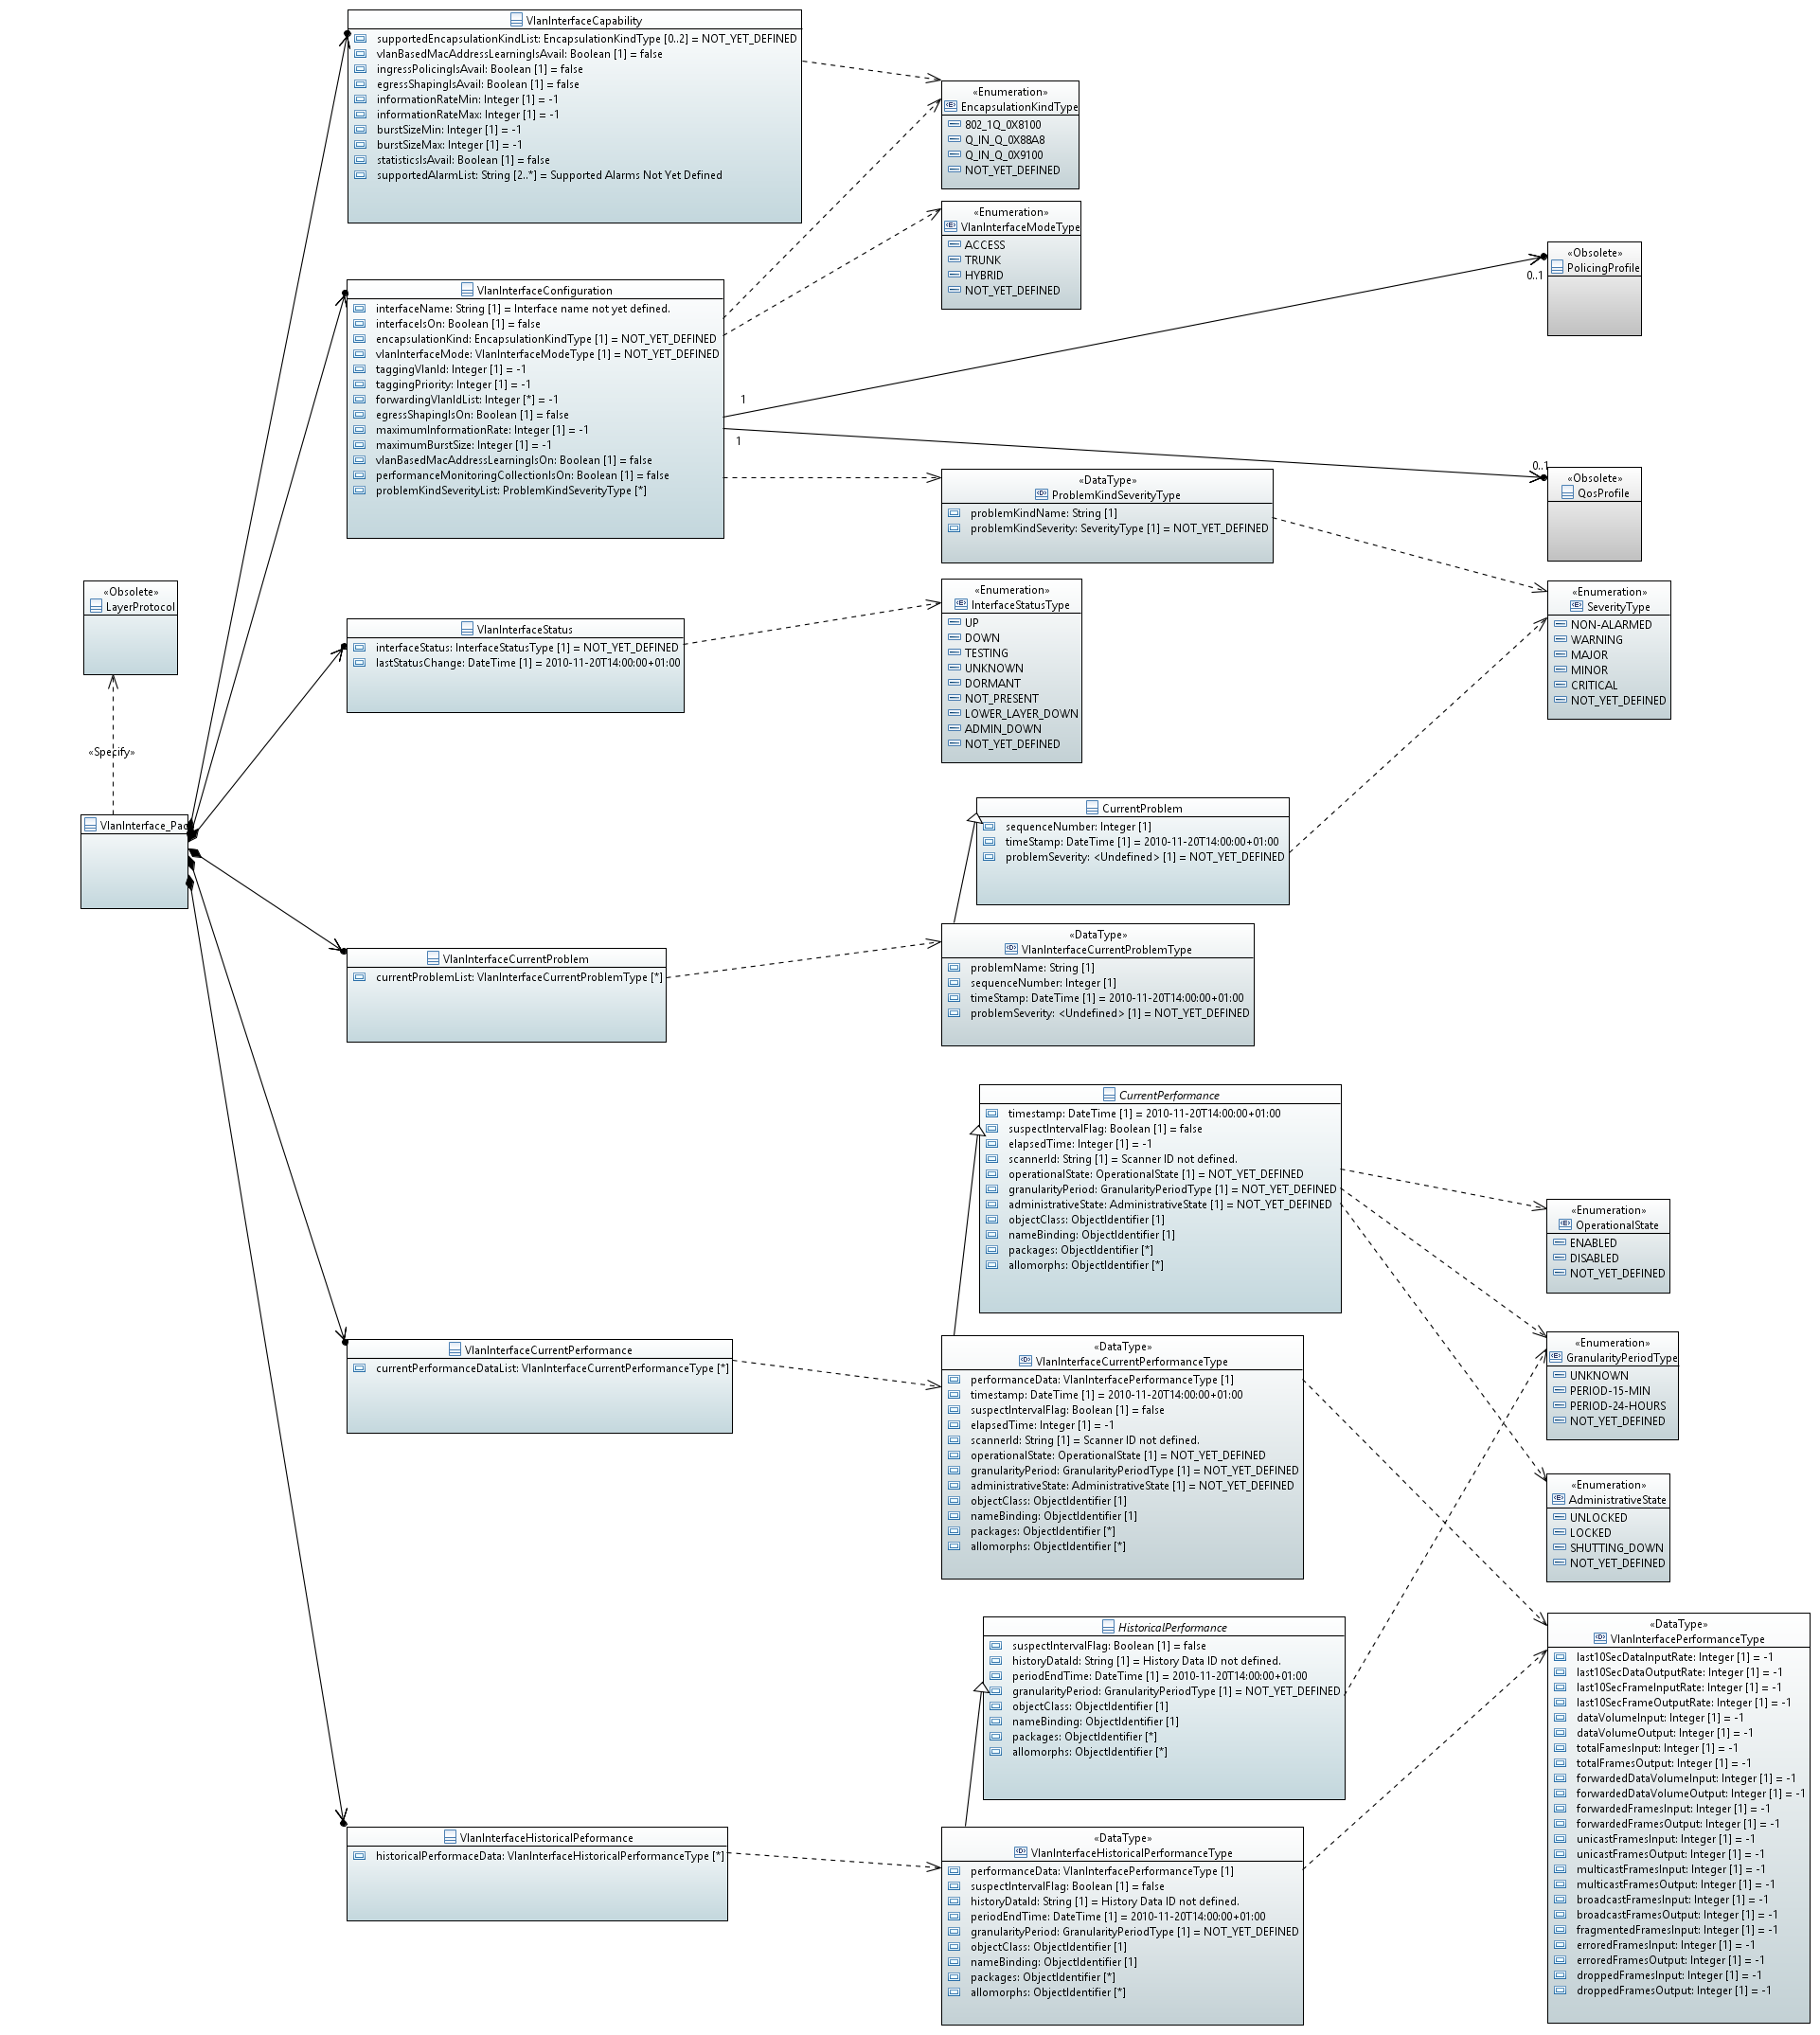 VlanInterfaceCapability
supportedEncapsulationKindList: EncapsulationKindType [0..2] = NOT_YET_DEFINED
vlanBasedMacAddressLearningIsAvail: Boolean [1] = false
ingressPolicingIsAvail: Boolean [1] = false
egressShapingIsAvail: Boolean [1] = false
informationRateMin: Integer [1] = -1
informationRateMax: Integer [1] = -1
burstSizeMin: Integer [1] = -1
burstSizeMax: Integer [1] = -1
statisticsIsAvail: Boolean [1] = false
supportedAlarmList: String [2..*] = Supported Alarms Not Yet Defined
«Enumeration»
EncapsulationKindType
802_1Q_0X8100
Q_IN_Q_0X88A8
Q_IN_Q_0X9100
NOT_YET_DEFINED
«Enumeration»
VlanInterfaceModeType
ACCESS
TRUNK
HYBRID
NOT_YET_DEFINED
«Obsolete»
PolicingProfile
0..1
VlanInterfaceConfiguration
interfaceName: String [1] = Interface name not yet defined.
interfaceIsOn: Boolean [1] = false
encapsulationKind: EncapsulationKindType [1] = NOT_YET_DEFINED
vlanInterfaceMode: VlanInterfaceModeType [1] = NOT_YET_DEFINED
taggingVlanId: Integer [1] = -1
taggingPriority: Integer [1] = -1
forwardingVlanIdList: Integer [*] = -1
egressShapingIsOn: Boolean [1] = false
maximumInformationRate: Integer [1] = -1
maximumBurstSize: Integer [1] = -1
vlanBasedMacAddressLearningIsOn: Boolean [1] = false
performanceMonitoringCollectionIsOn: Boolean [1] = false
problemKindSeverityList: ProblemKindSeverityType [*]
1
1
0..1
«Obsolete»
QosProfile
«DataType»
ProblemKindSeverityType
problemKindName: String [1]
problemKindSeverity: SeverityType [1] = NOT_YET_DEFINED
«Obsolete»
LayerProtocol
«Specify»
VlanInterface_Pac
VlanInterfaceStatus
interfaceStatus: InterfaceStatusType [1] = NOT_YET_DEFINED
lastStatusChange: DateTime [1] = 2010-11-20T14:00:00+01:00
«Enumeration»
InterfaceStatusType
UP
DOWN
TESTING
UNKNOWN
DORMANT
NOT_PRESENT
LOWER_LAYER_DOWN
ADMIN_DOWN
NOT_YET_DEFINED
«Enumeration»
SeverityType
NON-ALARMED
WARNING
MAJOR
MINOR
CRITICAL
NOT_YET_DEFINED
CurrentProblem
sequenceNumber: Integer [1]
timeStamp: DateTime [1] = 2010-11-20T14:00:00+01:00
problemSeverity: <Undefined> [1] = NOT_YET_DEFINED
VlanInterfaceCurrentProblem
currentProblemList: VlanInterfaceCurrentProblemType [*]
«DataType»
VlanInterfaceCurrentProblemType
problemName: String [1]
sequenceNumber: Integer [1]
timeStamp: DateTime [1] = 2010-11-20T14:00:00+01:00
problemSeverity: <Undefined> [1] = NOT_YET_DEFINED
CurrentPerformance
timestamp: DateTime [1] = 2010-11-20T14:00:00+01:00
suspectIntervalFlag: Boolean [1] = false
elapsedTime: Integer [1] = -1
scannerId: String [1] = Scanner ID not defined.
operationalState: OperationalState [1] = NOT_YET_DEFINED
granularityPeriod: GranularityPeriodType [1] = NOT_YET_DEFINED
administrativeState: AdministrativeState [1] = NOT_YET_DEFINED
objectClass: ObjectIdentifier [1]
nameBinding: ObjectIdentifier [1]
packages: ObjectIdentifier [*]
allomorphs: ObjectIdentifier [*]
«Enumeration»
OperationalState
ENABLED
DISABLED
NOT_YET_DEFINED
VlanInterfaceCurrentPerformance
currentPerformanceDataList: VlanInterfaceCurrentPerformanceType [*]
«DataType»
VlanInterfaceCurrentPerformanceType
performanceData: VlanInterfacePerformanceType [1]
timestamp: DateTime [1] = 2010-11-20T14:00:00+01:00
suspectIntervalFlag: Boolean [1] = false
elapsedTime: Integer [1] = -1
scannerId: String [1] = Scanner ID not defined.
operationalState: OperationalState [1] = NOT_YET_DEFINED
granularityPeriod: GranularityPeriodType [1] = NOT_YET_DEFINED
administrativeState: AdministrativeState [1] = NOT_YET_DEFINED
objectClass: ObjectIdentifier [1]
nameBinding: ObjectIdentifier [1]
packages: ObjectIdentifier [*]
allomorphs: ObjectIdentifier [*]
«Enumeration»
GranularityPeriodType
UNKNOWN
PERIOD-15-MIN
PERIOD-24-HOURS
NOT_YET_DEFINED
«Enumeration»
AdministrativeState
UNLOCKED
LOCKED
SHUTTING_DOWN
NOT_YET_DEFINED
HistoricalPerformance
suspectIntervalFlag: Boolean [1] = false
historyDataId: String [1] = History Data ID not defined.
periodEndTime: DateTime [1] = 2010-11-20T14:00:00+01:00
granularityPeriod: GranularityPeriodType [1] = NOT_YET_DEFINED
objectClass: ObjectIdentifier [1]
nameBinding: ObjectIdentifier [1]
packages: ObjectIdentifier [*]
allomorphs: ObjectIdentifier [*]
VlanInterfaceHistoricalPeformance
historicalPerformaceData: VlanInterfaceHistoricalPerformanceType [*]
«DataType»
VlanInterfaceHistoricalPerformanceType
performanceData: VlanInterfacePerformanceType [1]
suspectIntervalFlag: Boolean [1] = false
historyDataId: String [1] = History Data ID not defined.
periodEndTime: DateTime [1] = 2010-11-20T14:00:00+01:00
granularityPeriod: GranularityPeriodType [1] = NOT_YET_DEFINED
objectClass: ObjectIdentifier [1]
nameBinding: ObjectIdentifier [1]
packages: ObjectIdentifier [*]
allomorphs: ObjectIdentifier [*]
«DataType»
VlanInterfacePerformanceType
last10SecDataInputRate: Integer [1] = -1
last10SecDataOutputRate: Integer [1] = -1
last10SecFrameInputRate: Integer [1] = -1
last10SecFrameOutputRate: Integer [1] = -1
dataVolumeInput: Integer [1] = -1
dataVolumeOutput: Integer [1] = -1
totalFamesInput: Integer [1] = -1
totalFramesOutput: Integer [1] = -1
forwardedDataVolumeInput: Integer [1] = -1
forwardedDataVolumeOutput: Integer [1] = -1
forwardedFramesInput: Integer [1] = -1
forwardedFramesOutput: Integer [1] = -1
unicastFramesInput: Integer [1] = -1
unicastFramesOutput: Integer [1] = -1
multicastFramesInput: Integer [1] = -1
multicastFramesOutput: Integer [1] = -1
broadcastFramesInput: Integer [1] = -1
broadcastFramesOutput: Integer [1] = -1
fragmentedFramesInput: Integer [1] = -1
erroredFramesInput: Integer [1] = -1
erroredFramesOutput: Integer [1] = -1
droppedFramesInput: Integer [1] = -1
droppedFramesOutput: Integer [1] = -1